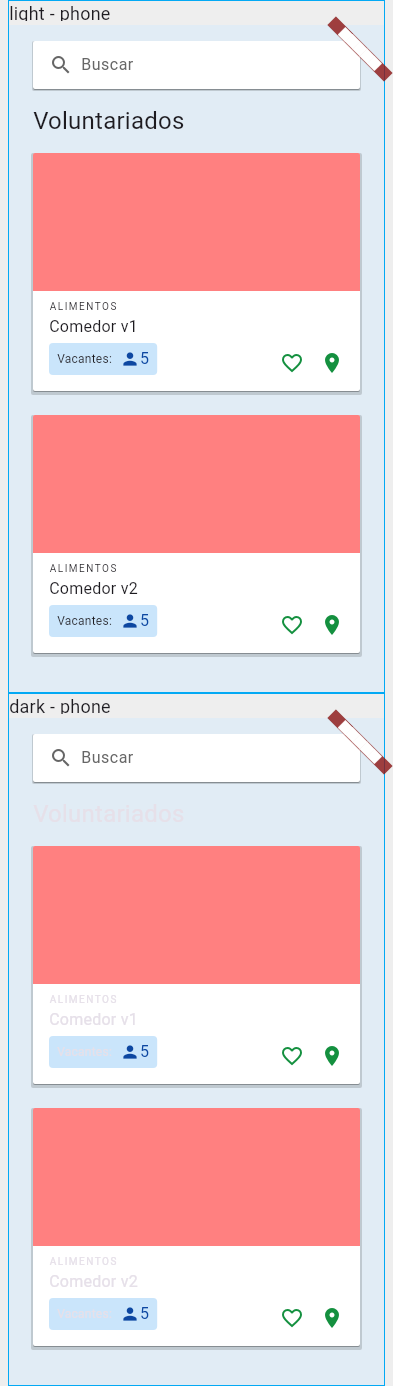 light - phone
Buscar
Voluntariados
ALIMENTOS
Comedor v1
Vacantes: 5
ALIMENTOS
Comedor v2
Vacantes: 5
dark - phone
Buscar
Voluntariados
ALIMENTOS
Comedor v1
Vacantes: 5
ALIMENTOS
Comedor v2
Vacantes: 5